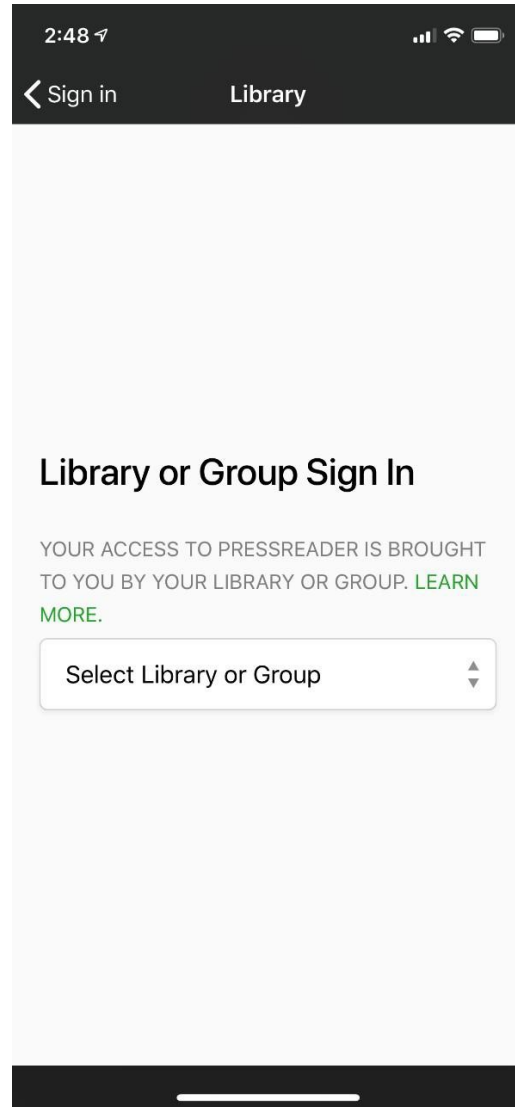 2:48
Sign in
Library
Library or Group Sign In
YOUR ACCESS TO PRESSREADER IS BROUGHT
TO YOU BY YOUR LIBRARY OR GROUP. LEARN
MORE.
Select Library or Group